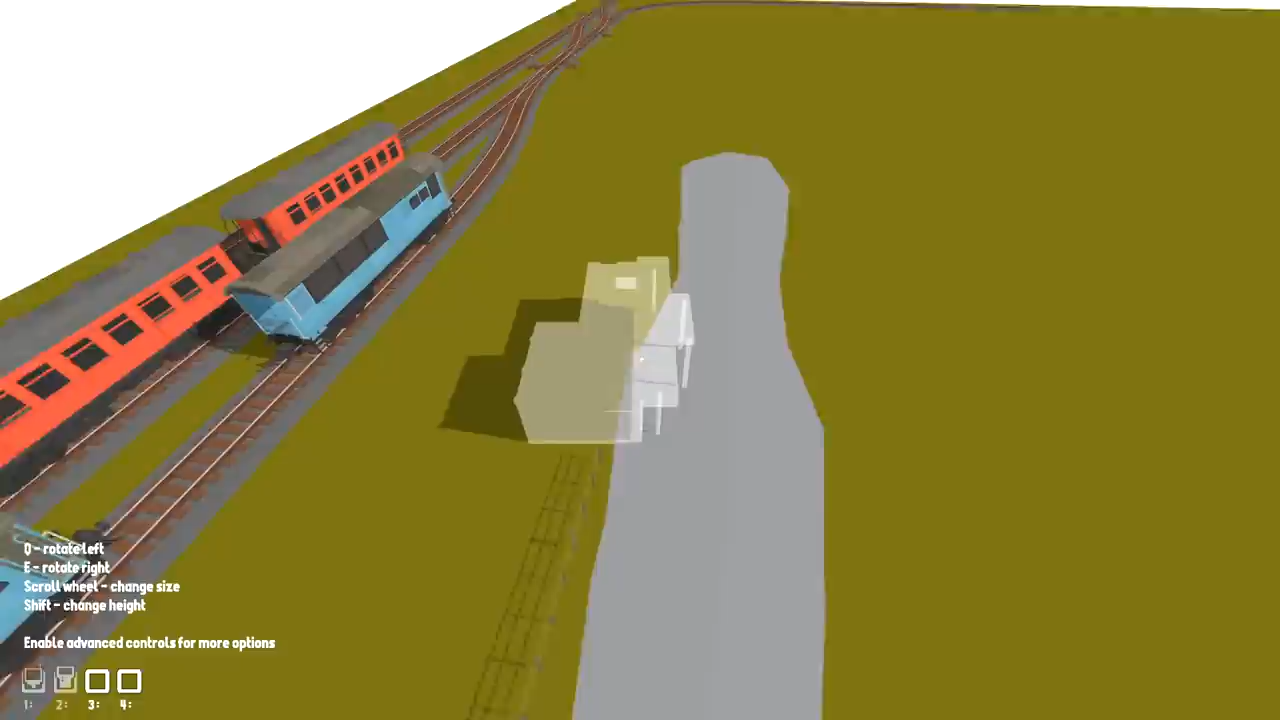 Q - rotate left
E - rotate right
Scroll wheel - change size
Shift - change height
Enable advanced controls for more options
1: 2: 3: 4: